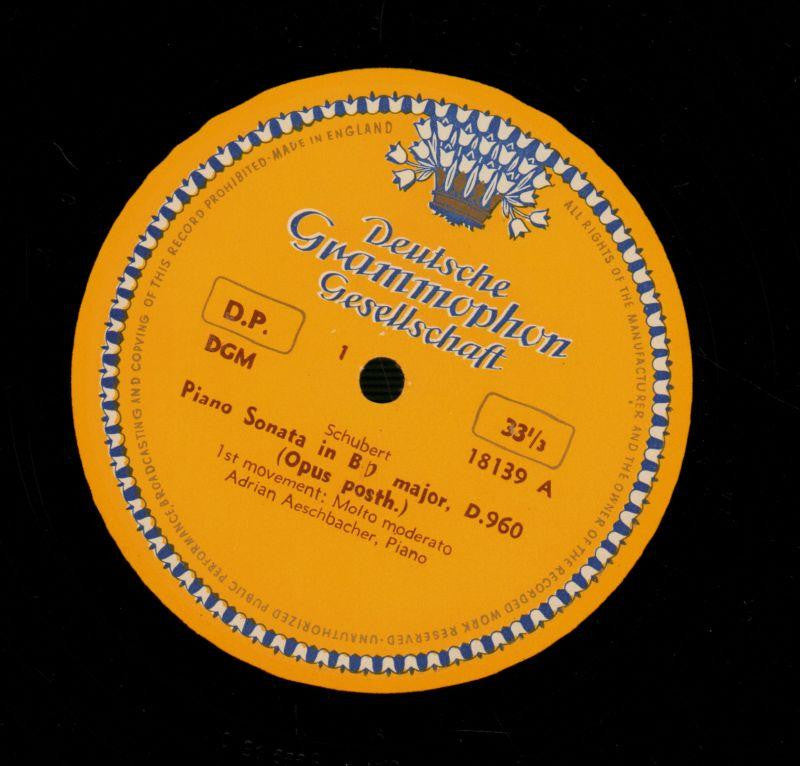 ALL RIGHTS OF THE MANUFACTURER AND THE OWNER OF THE RECORDED WORK RESERVED·UNAUTHORIZED PUBLIC PERFORMANCE, BROADCASTING AND COPYING OF THIS RECORD PROHIBITED·MADE IN ENGLAND
Deutsche
Grammophon
Gesellschaft
D.P.
DGM
1
33⅓
18139 A
Schubert
Piano Sonata in B♭ major, D.960
(Opus posth.)
1st movement: Molto moderato
Adrian Aeschbacher, Piano